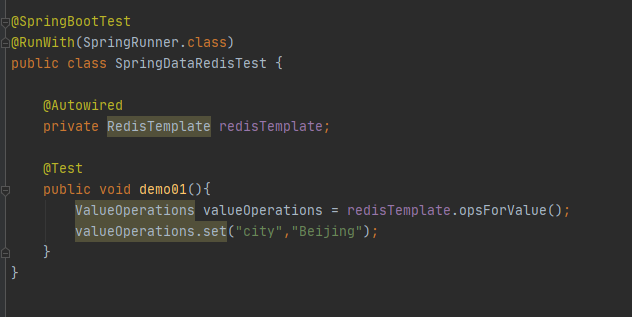 @SpringBootTest
@RunWith(SpringRunner.class)
public class SpringDataRedisTest {
@Autowired
private RedisTemplate redisTemplate;
@Test
public void demo01(){
ValueOperations valueOperations = redisTemplate.opsForValue();
valueOperations.set("city","Beijing");
}
}